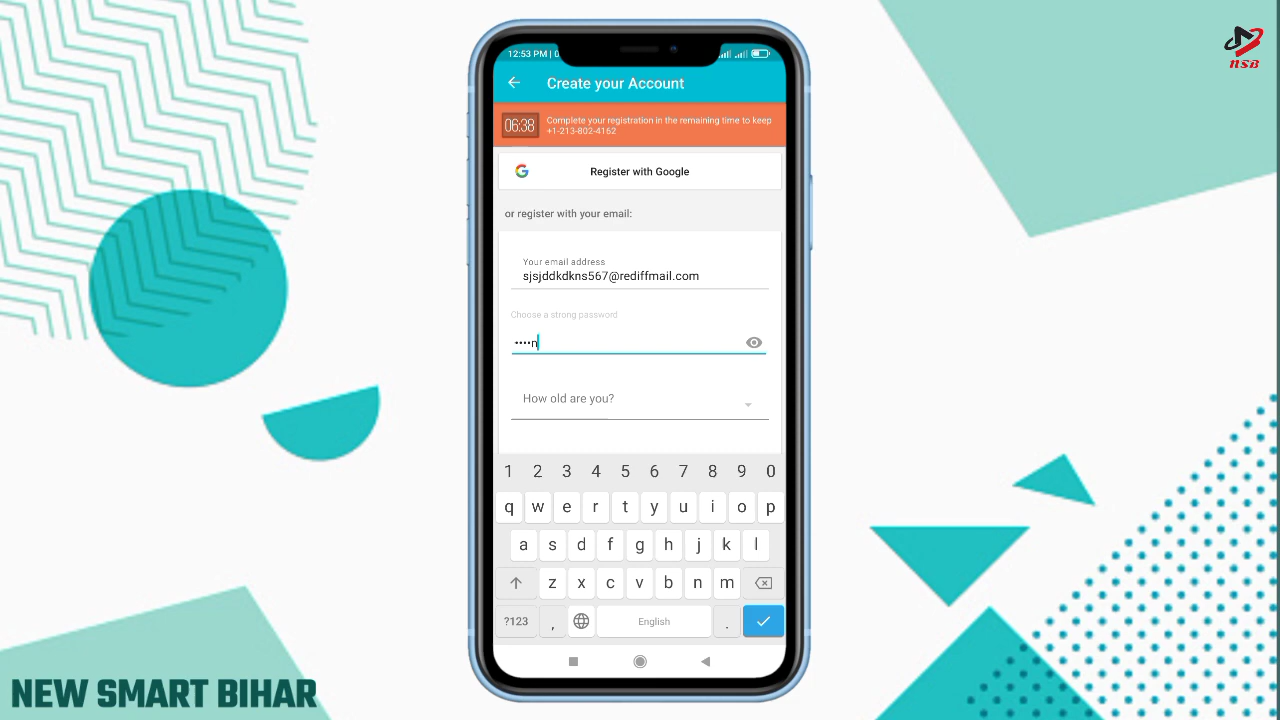 12:53 PM | 0
NSB
Create your Account
06:38
Complete your registration in the remaining time to keep
+1-213-802-4162
G
Register with Google
or register with your email:
Your email address
sjsjddkdkns567@rediffmail.com
Choose a strong password
••••n
How old are you?
1 2 3 4 5 6 7 8 9 0
q w e r t y u i o p
a s d f g h j k l
z x c v b n m
?123 , English .
NEW SMART BIHAR